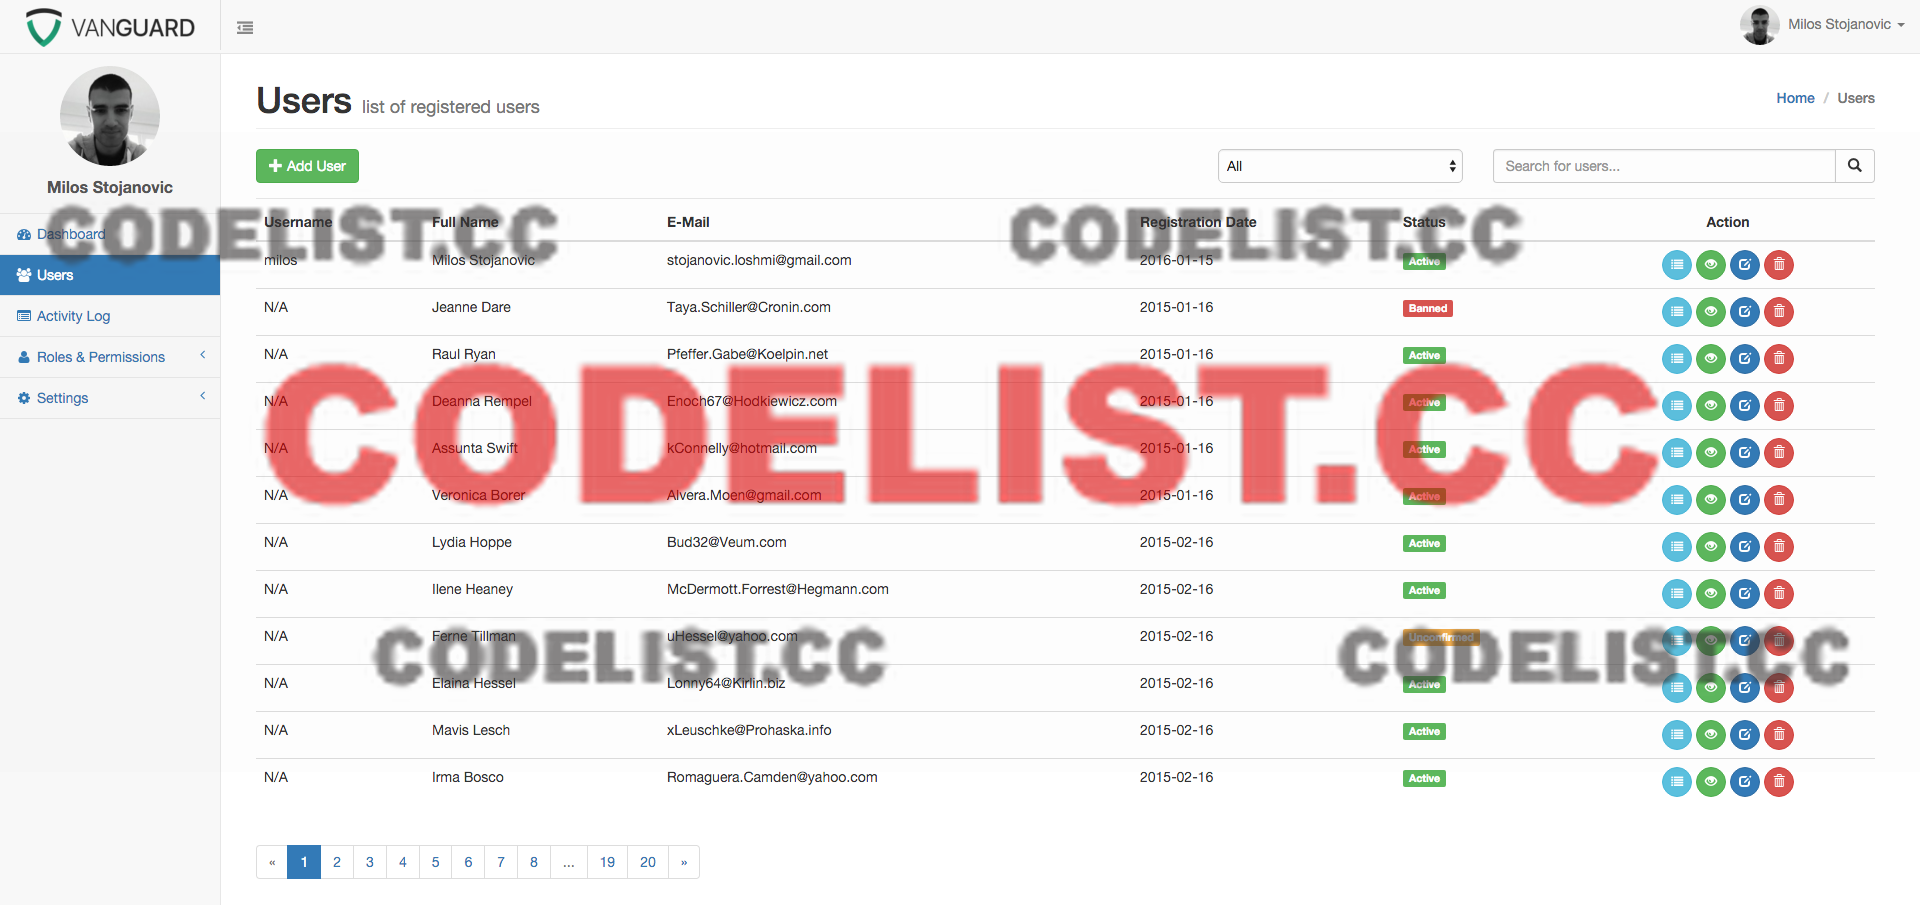 VANGUARD
Milos Stojanovic
Milos Stojanovic
Dashboard
Users
Activity Log
Roles & Permissions
Settings
Users list of registered users
Home / Users
Add User
All
Search for users...
Username Full Name E-Mail Registration Date Status Action
milos Milos Stojanovic stojanovic.loshmi@gmail.com 2016-01-15 Active
N/A Jeanne Dare Taya.Schiller@Cronin.com 2015-01-16 Banned
N/A Raul Ryan Pfeffer.Gabe@Koelpin.net 2015-01-16 Active
N/A Deanna Rempel Enoch67@Hodkiewicz.com 2015-01-16 Active
N/A Assunta Swift kConnelly@hotmail.com 2015-01-16 Active
N/A Veronica Borer Alvera.Moen@gmail.com 2015-01-16 Active
N/A Lydia Hoppe Bud32@Veum.com 2015-02-16 Active
N/A Ilene Heaney McDermott.Forrest@Hegmann.com 2015-02-16 Active
N/A Ferne Tillman uHessel@yahoo.com 2015-02-16 Unconfirmed
N/A Elaina Hessel Lonny64@Kirlin.biz 2015-02-16 Active
N/A Mavis Lesch xLeuschke@Prohaska.info 2015-02-16 Active
N/A Irma Bosco Romaguera.Camden@yahoo.com 2015-02-16 Active
« 1 2 3 4 5 6 7 8 ... 19 20 »
CODELIST.CC
CODELIST.CC
CODELIST.CC
CODELIST.CC
CODELIST.CC